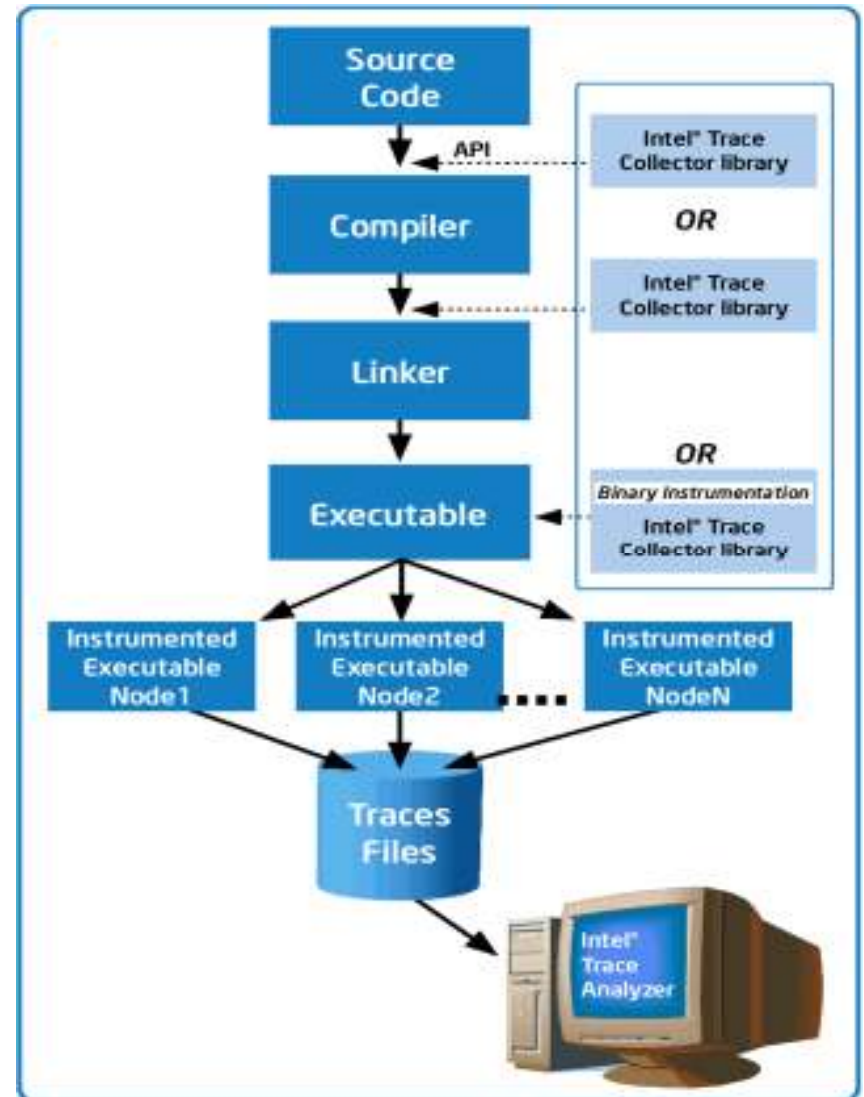 Source
Code
API
Intel® Trace
Collector library
OR
Compiler
Intel® Trace
Collector library
Linker
OR
Binary Instrumentation
Intel® Trace
Collector library
Executable
Instrumented
Executable
Node1
Instrumented
Executable
Node2
Instrumented
Executable
NodeN
Traces
Files
Intel®
Trace
Analyzer